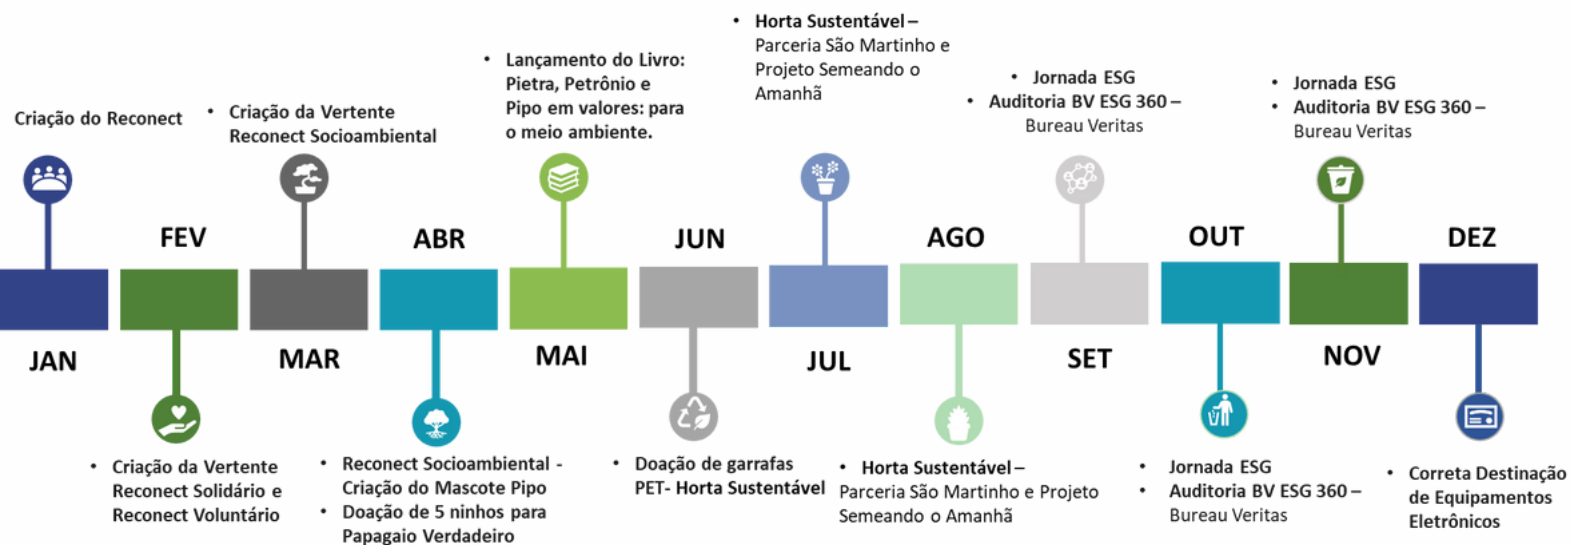 Criação do Reconect
JAN
FEV
• Criação da Vertente
Reconect Solidário e
Reconect Voluntário
• Criação da Vertente
Reconect Socioambiental
MAR
ABR
• Reconect Socioambiental -
Criação do Mascote Pipo
• Doação de 5 ninhos para
Papagaio Verdadeiro
• Lançamento do Livro:
Pietra, Petrônio e
Pipo em valores: para
o meio ambiente.
MAI
JUN
• Doação de garrafas
PET- Horta Sustentável
• Horta Sustentável –
Parceria São Martinho e
Projeto Semeando o
Amanhã
JUL
AGO
• Horta Sustentável –
Parceria São Martinho e Projeto
Semeando o Amanhã
• Jornada ESG
• Auditoria BV ESG 360 –
Bureau Veritas
SET
OUT
• Jornada ESG
• Auditoria BV ESG 360 –
Bureau Veritas
• Jornada ESG
• Auditoria BV ESG 360 –
Bureau Veritas
NOV
DEZ
• Correta Destinação
de Equipamentos
Eletrônicos